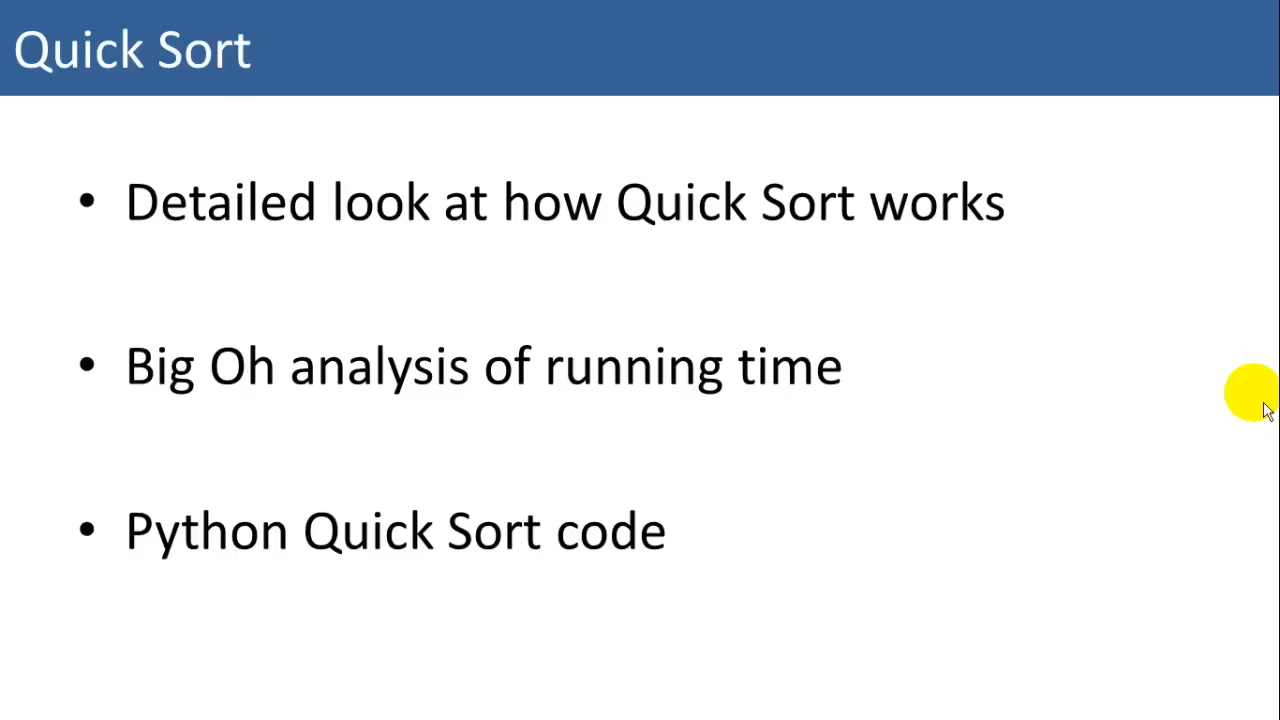 Quick Sort
• Detailed look at how Quick Sort works
• Big Oh analysis of running time
• Python Quick Sort code